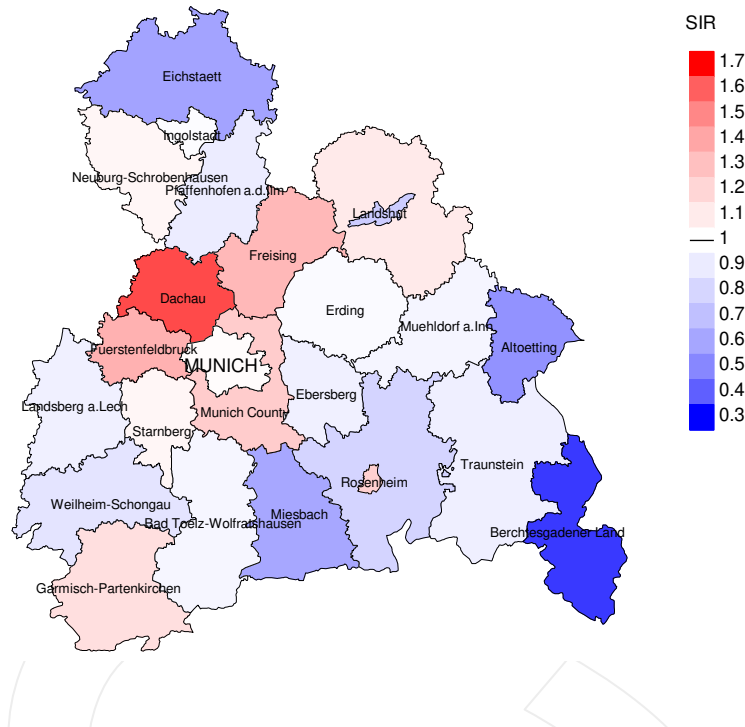 SIR
1.7
1.6
1.5
1.4
1.3
1.2
1.1
1
0.9
0.8
0.7
0.6
0.5
0.4
0.3
Eichstaett
Ingolstadt
Neuburg-Schrobenhausen
Pfaffenhofen a.d.Ilm
Landshut
Freising
Dachau
Erding
Muehldorf a.Inn
Altoetting
Fuerstenfeldbruck
MUNICH
Ebersberg
Landsberg a.Lech
Munich County
Starnberg
Traunstein
Rosenheim
Weilheim-Schongau
Miesbach
Bad Toelz-Wolfratshausen
Berchtesgadener Land
Garmisch-Partenkirchen